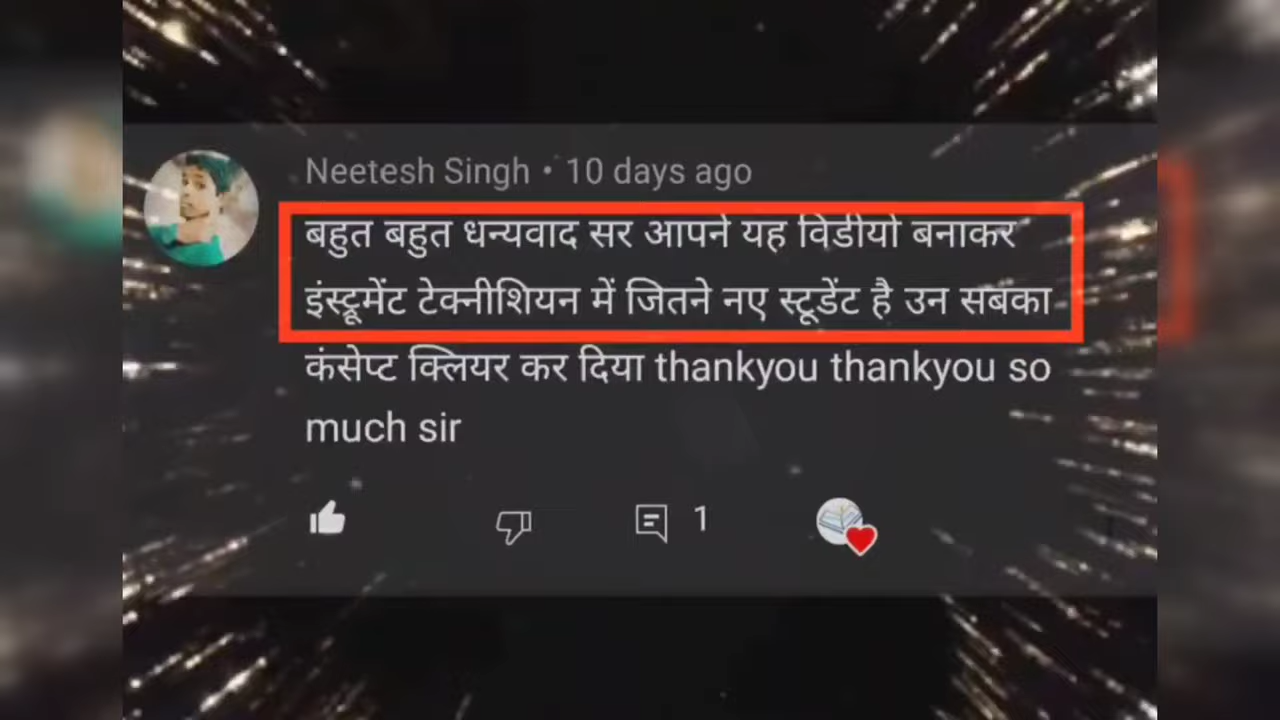 Neetesh Singh • 10 days ago
बहुत बहुत धन्यवाद सर आपने यह विडीयो बनाकर
इंस्ट्रूमेंट टेक्नीशियन में जितने नए स्टूडेंट है उन सबका
कंसेप्ट क्लियर कर दिया thankyou thankyou so
much sir
1